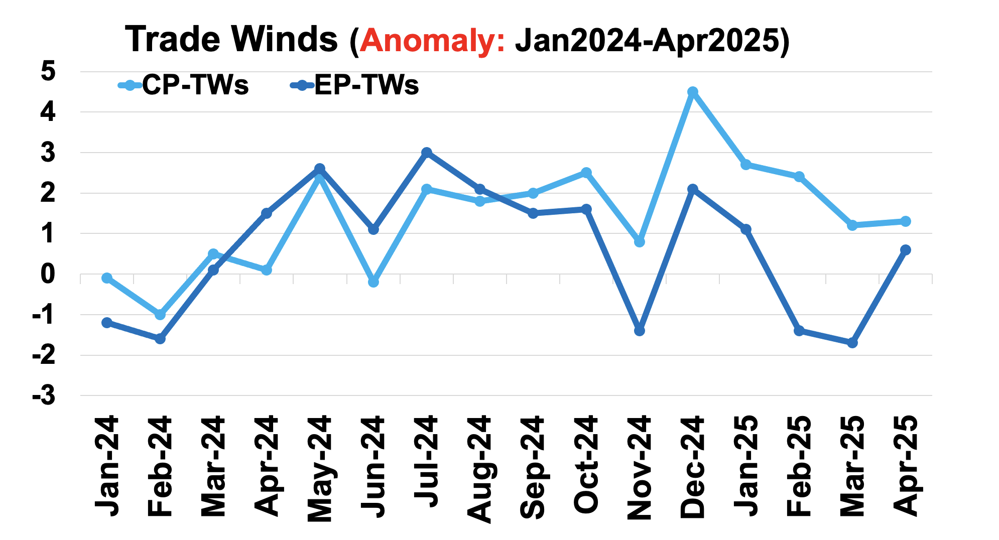 Trade Winds (Anomaly: Jan2024-Apr2025)
CP-TWs EP-TWs
5
4
3
2
1
0
-1
-2
-3
Jan-24
Feb-24
Mar-24
Apr-24
May-24
Jun-24
Jul-24
Aug-24
Sep-24
Oct-24
Nov-24
Dec-24
Jan-25
Feb-25
Mar-25
Apr-25